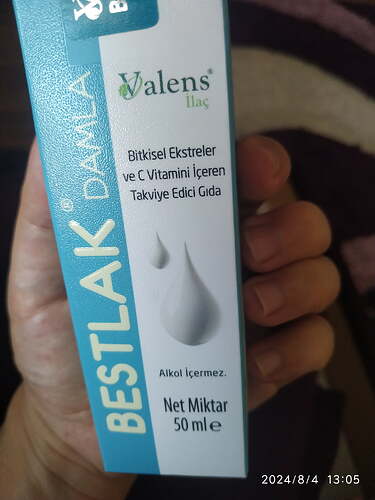 Valens®
İlaç
Bitkisel Ekstreler
ve C Vitamini İçeren
Takviye Edici Gıda
BESTLAK® DAMLA
Alkol İçermez.
Net Miktar
50 ml e
2024/8/4 13:05